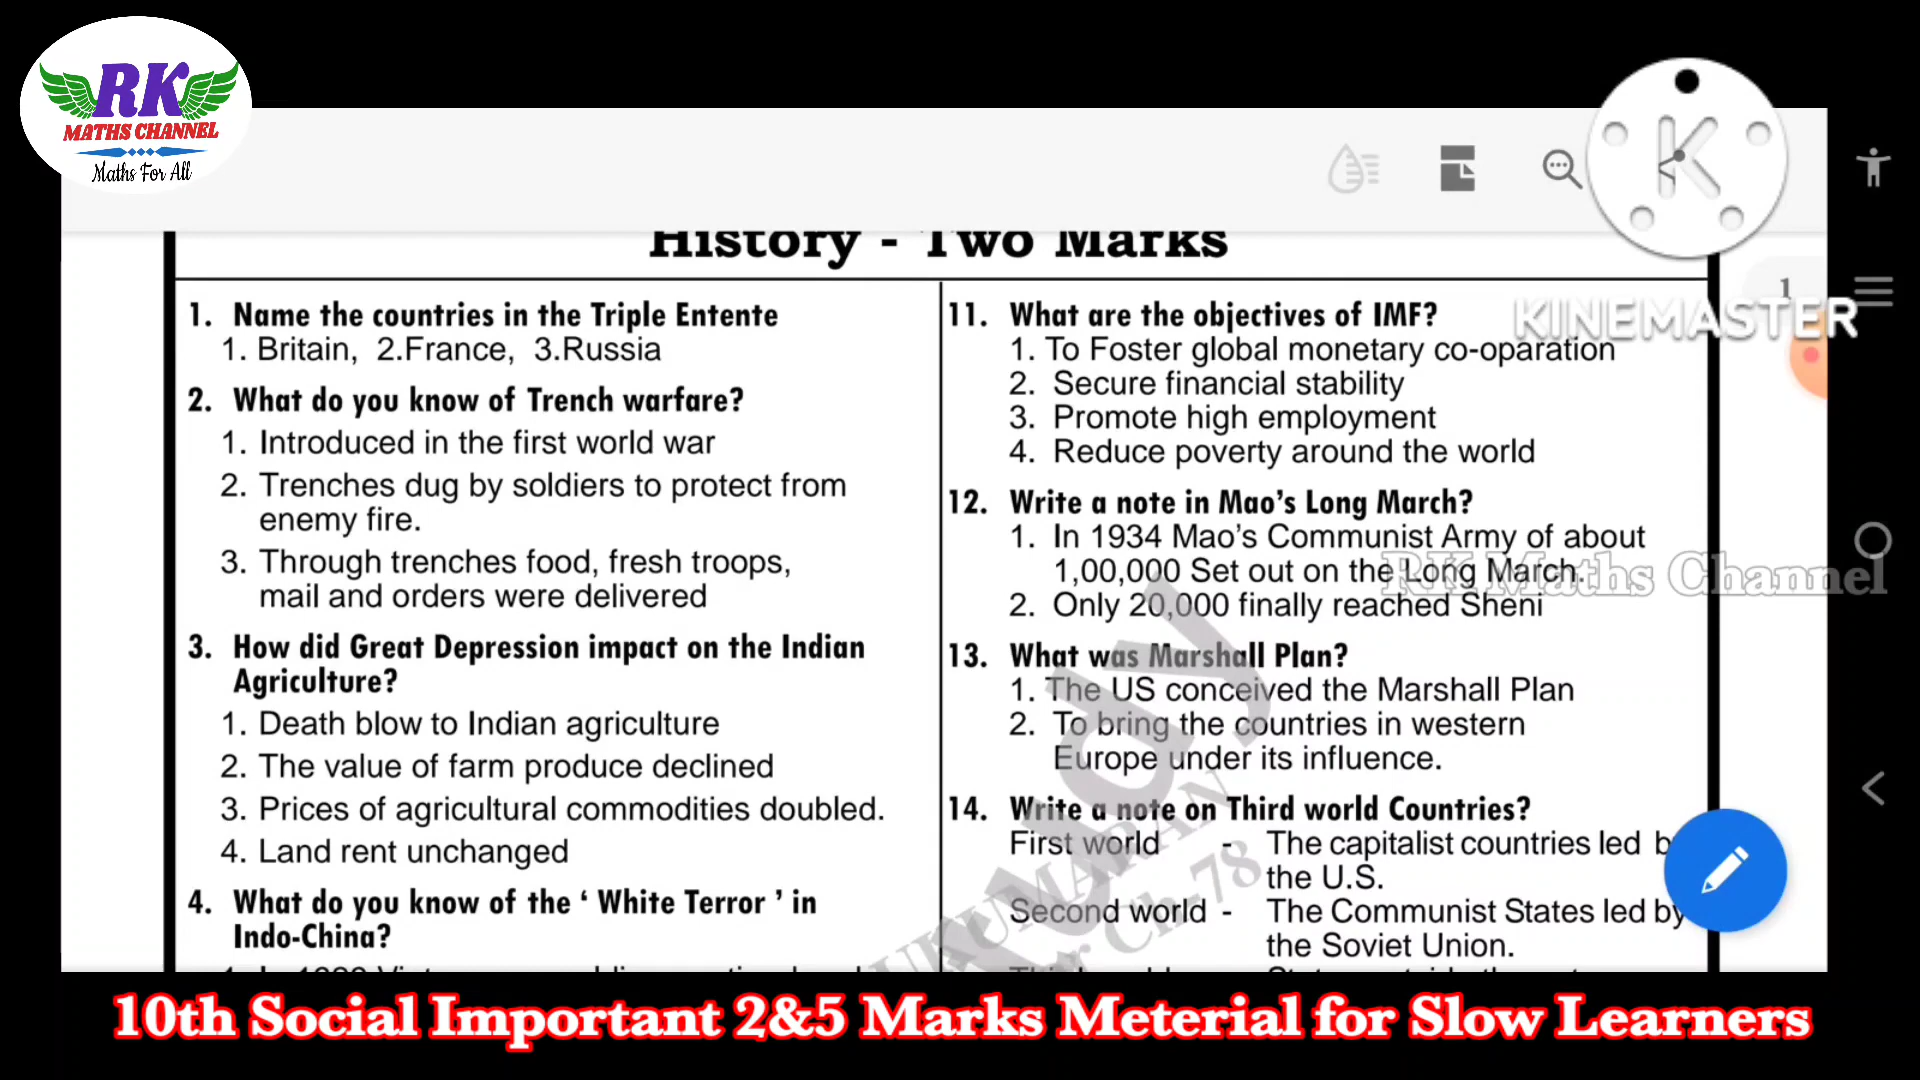 RK
MATHS CHANNEL
Maths For All
K
KINEMASTER
1
History - Two Marks
1. Name the countries in the Triple Entente
1. Britain, 2.France, 3.Russia
2. What do you know of Trench warfare?
1. Introduced in the first world war
2. Trenches dug by soldiers to protect from
enemy fire.
3. Through trenches food, fresh troops,
mail and orders were delivered
3. How did Great Depression impact on the Indian
Agriculture?
1. Death blow to Indian agriculture
2. The value of farm produce declined
3. Prices of agricultural commodities doubled.
4. Land rent unchanged
4. What do you know of the ‘ White Terror ’ in
Indo-China?
11. What are the objectives of IMF?
1. To Foster global monetary co-oparation
2. Secure financial stability
3. Promote high employment
4. Reduce poverty around the world
12. Write a note in Mao’s Long March?
1. In 1934 Mao’s Communist Army of about
1,00,000 Set out on the Long March.
2. Only 20,000 finally reached Sheni
RK Maths Channel
13. What was Marshall Plan?
1. The US conceived the Marshall Plan
2. To bring the countries in western
Europe under its influence.
14. Write a note on Third world Countries?
First world - The capitalist countries led
the U.S.
Second world - The Communist States led by
the Soviet Union.
UKUMARAN
Ch-78
10th Social Important 2&5 Marks Meterial for Slow Learners